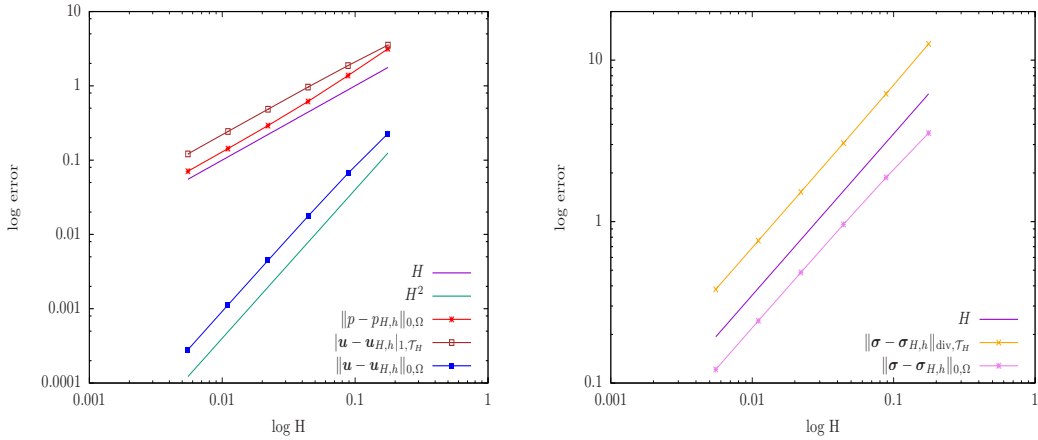 10
1
0.1
0.01
0.001
0.0001
log error
0.001
0.01
0.1
1
log H
H
H²
‖p − p_{H,h}‖_{0,Ω}
|𝒖 − 𝒖_{H,h}|_{1,𝒯_H}
‖𝒖 − 𝒖_{H,h}‖_{0,Ω}
10
1
0.1
log error
0.001
0.01
0.1
1
log H
H
‖𝝈 − 𝝈_{H,h}‖_{div,𝒯_H}
‖𝝈 − 𝝈_{H,h}‖_{0,Ω}